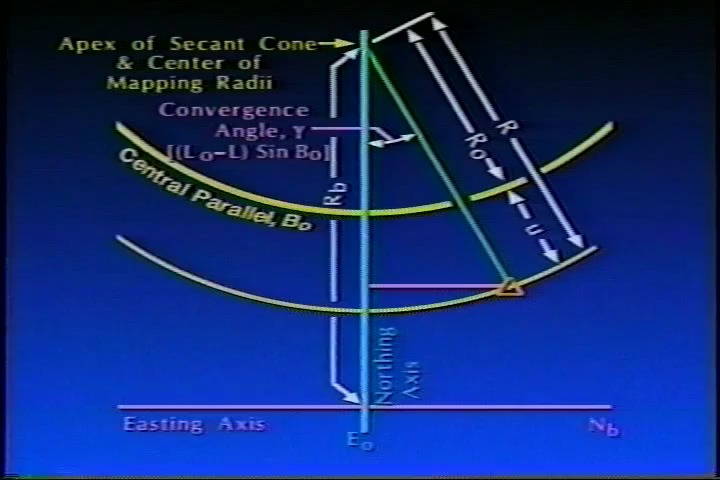 Apex of Secant Cone
& Center of
Mapping Radii
Convergence
Angle, γ
[(L o-L) Sin Bo]
Central Parallel, Bo
Rb
Ro
R
u
Northing
Axis
Easting Axis
Eo
Nb